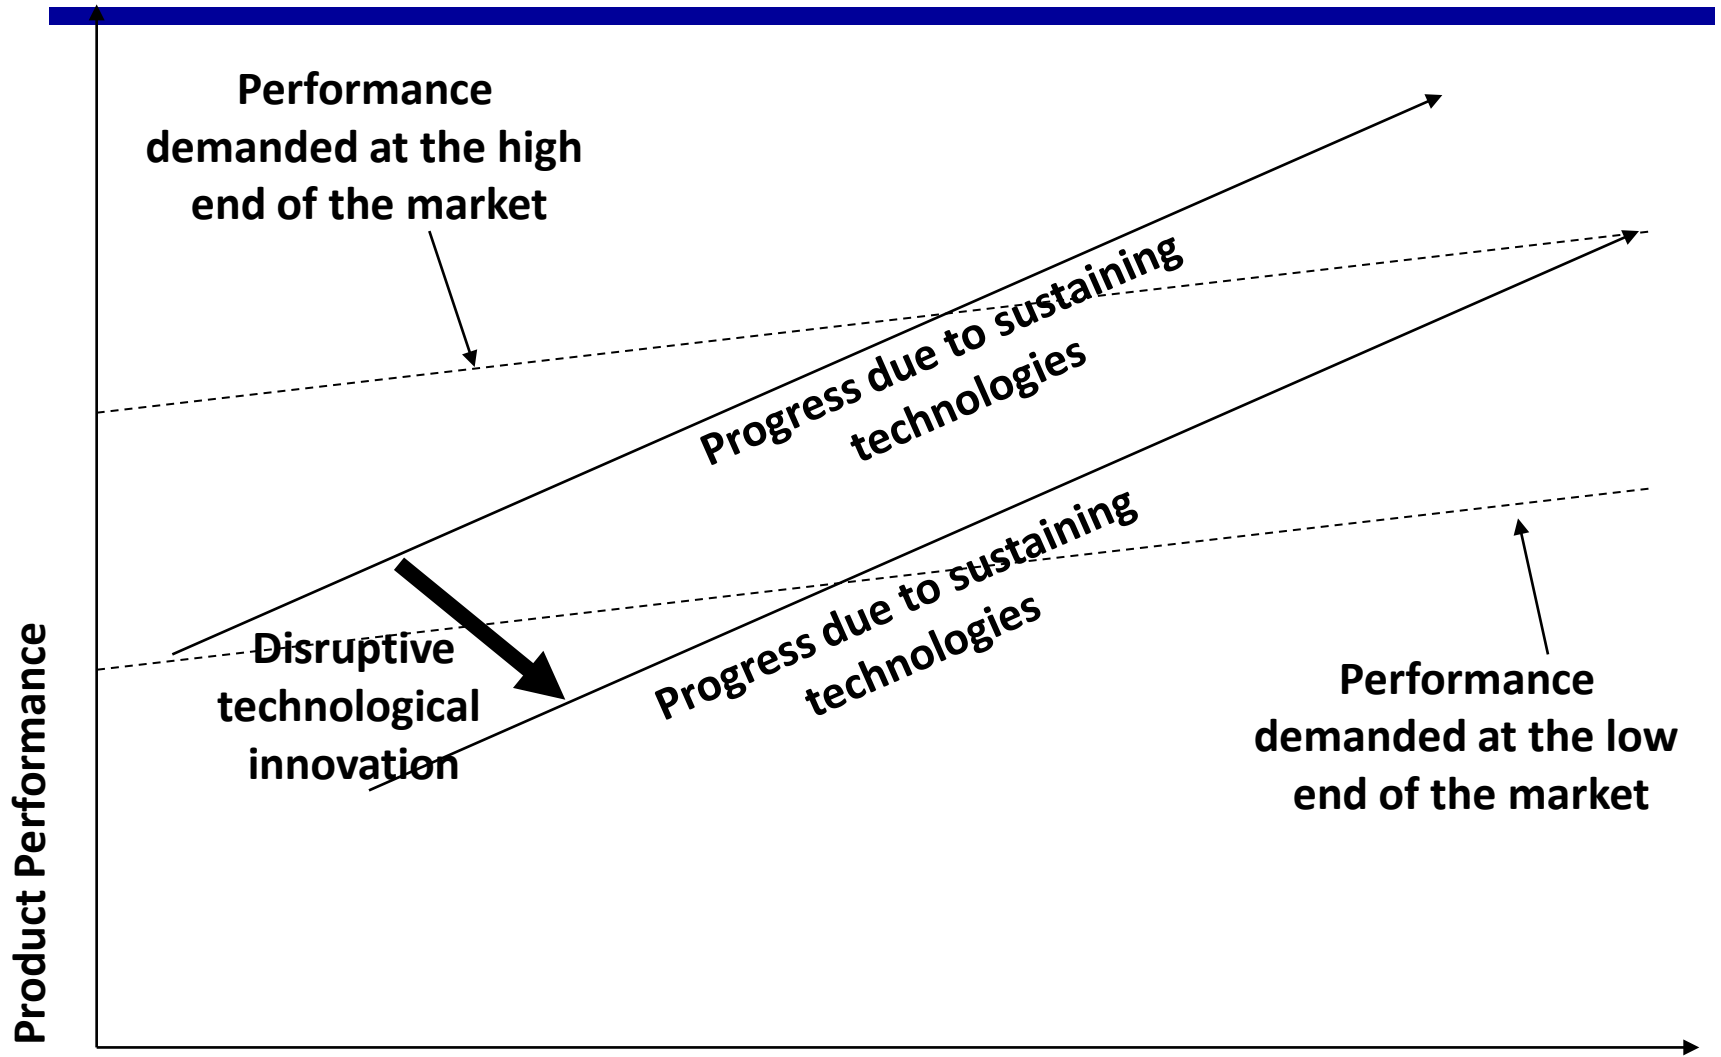 Performance
demanded at the high
end of the market
Progress due to sustaining
technologies
Progress due to sustaining
technologies
Disruptive
technological
innovation
Performance
demanded at the low
end of the market
Product Performance